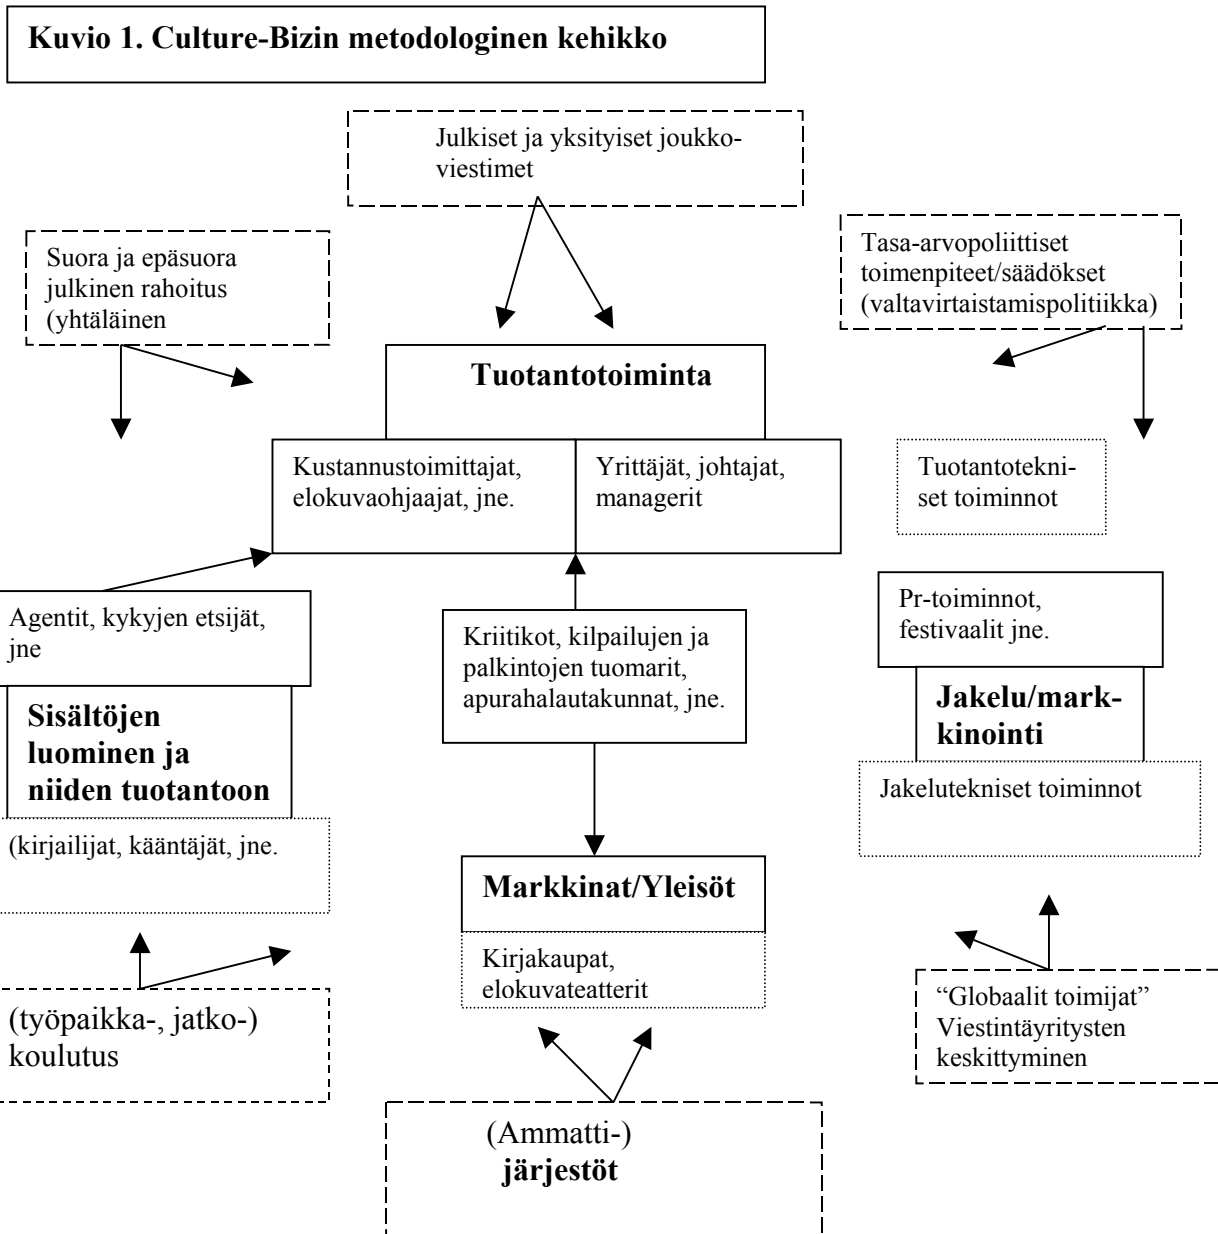 Kuvio 1. Culture-Bizin metodologinen kehikko
Julkiset ja yksityiset joukko-
viestimet
Suora ja epäsuora
julkinen rahoitus
(yhtäläinen
Tasa-arvopoliittiset
toimenpiteet/säädökset
(valtavirtaistamispolitiikka)
Tuotantotoiminta
Kustannustoimittajat,
elokuvaohjaajat, jne.
Yrittäjät, johtajat,
managerit
Tuotantotekni-
set toiminnot
Agentit, kykyjen etsijät,
jne
Sisältöjen
luominen ja
niiden tuotantoon
(kirjailijat, kääntäjät, jne.
Kriitikot, kilpailujen ja
palkintojen tuomarit,
apurahalautakunnat, jne.
Pr-toiminnot,
festivaalit jne.
Jakelu/mark-
kinointi
Jakelutekniset toiminnot
Markkinat/Yleisöt
Kirjakaupat,
elokuvateatterit
(työpaikka-, jatko-)
koulutus
“Globaalit toimijat”
Viestintäyritysten
keskittyminen
(Ammatti-)
järjestöt